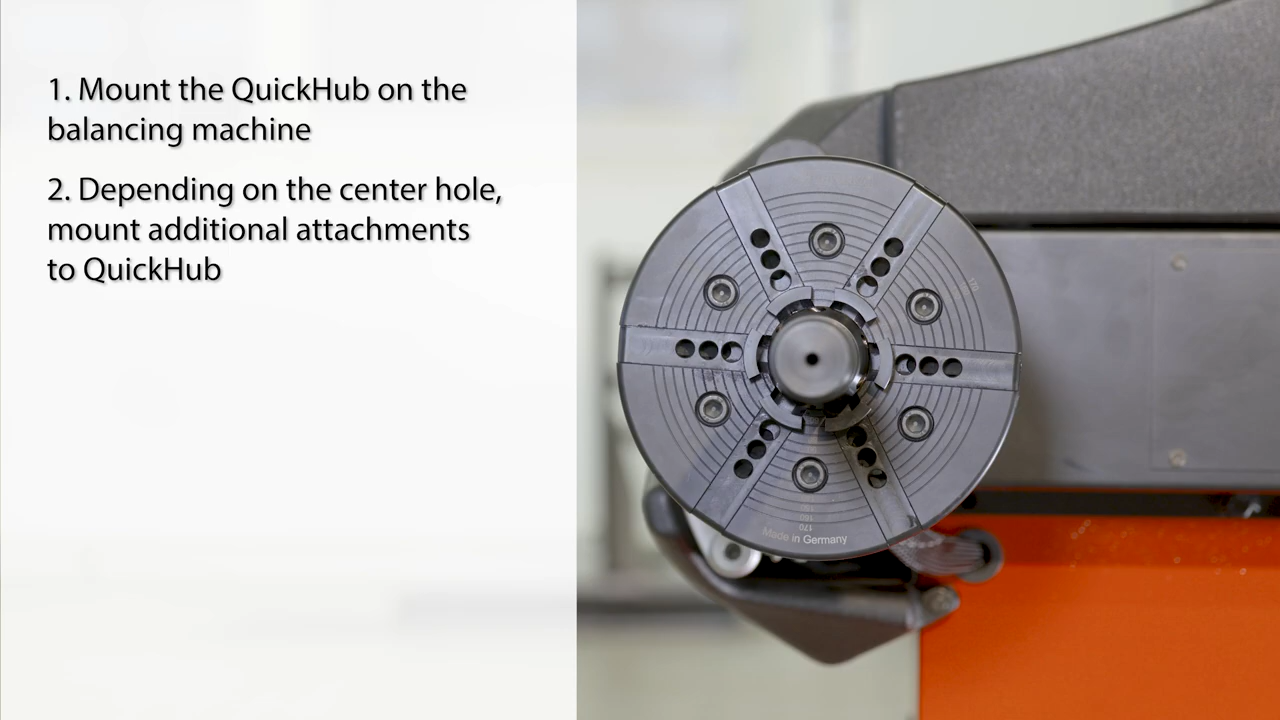 1. Mount the QuickHub on the
balancing machine
2. Depending on the center hole,
mount additional attachments
to QuickHub
170
Made in Germany